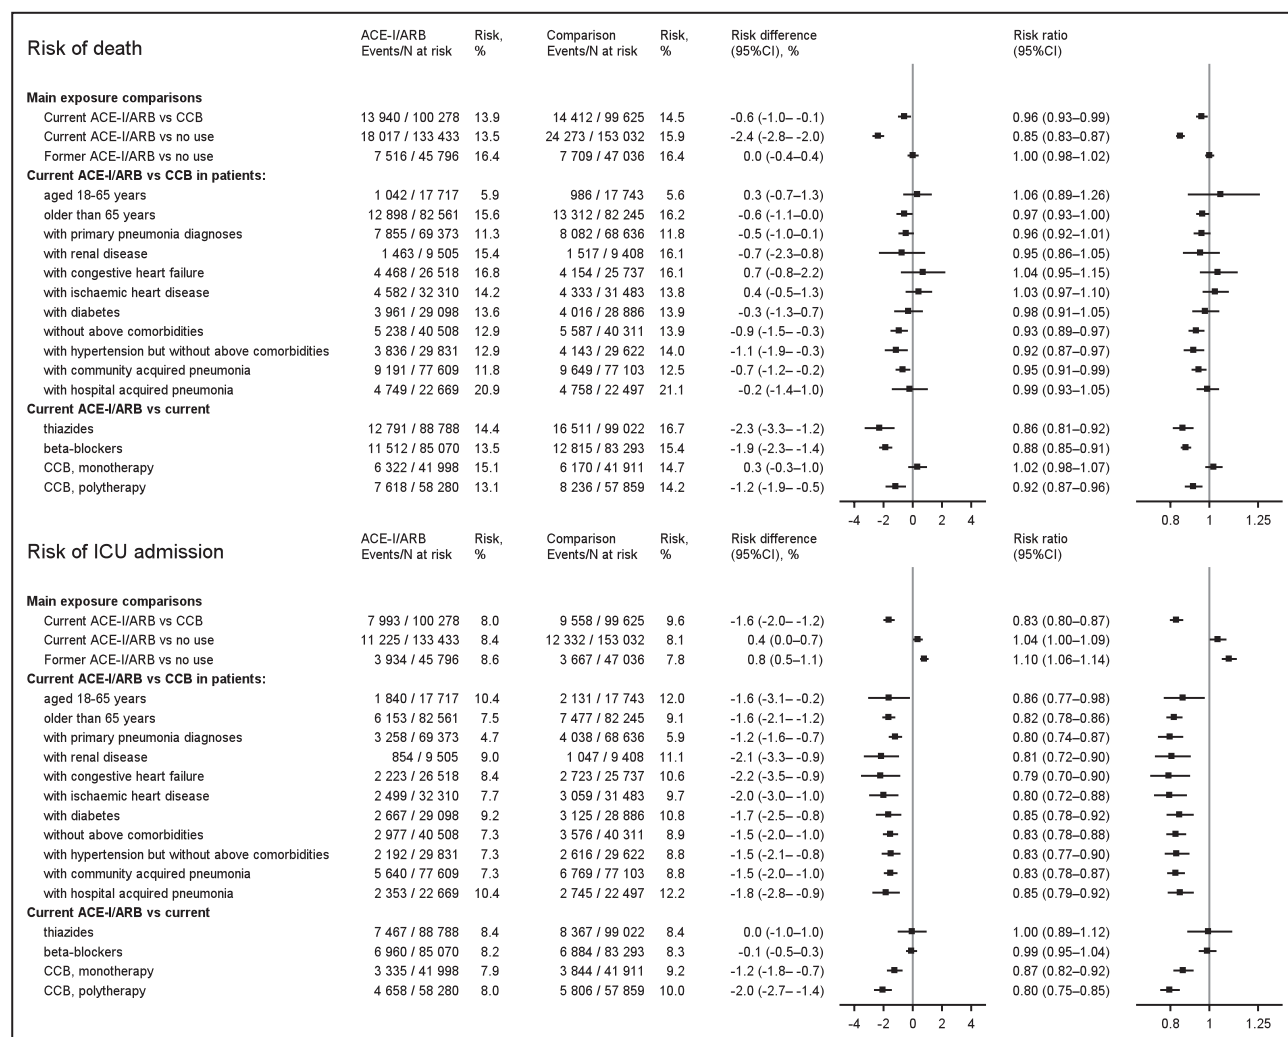 Risk of death ACE-I/ARB Events/N at risk Risk, % Comparison Events/N at risk Risk, % Risk difference (95%CI), % Risk ratio (95%CI)
Main exposure comparisons
Current ACE-I/ARB vs CCB 13 940 / 100 278 13.9 14 412 / 99 625 14.5 -0.6 (-1.0– -0.1) 0.96 (0.93–0.99)
Current ACE-I/ARB vs no use 18 017 / 133 433 13.5 24 273 / 153 032 15.9 -2.4 (-2.8– -2.0) 0.85 (0.83–0.87)
Former ACE-I/ARB vs no use 7 516 / 45 796 16.4 7 709 / 47 036 16.4 0.0 (-0.4–0.4) 1.00 (0.98–1.02)
Current ACE-I/ARB vs CCB in patients:
aged 18-65 years 1 042 / 17 717 5.9 986 / 17 743 5.6 0.3 (-0.7–1.3) 1.06 (0.89–1.26)
older than 65 years 12 898 / 82 561 15.6 13 312 / 82 245 16.2 -0.6 (-1.1–0.0) 0.97 (0.93–1.00)
with primary pneumonia diagnoses 7 855 / 69 373 11.3 8 082 / 68 636 11.8 -0.5 (-1.0–0.1) 0.96 (0.92–1.01)
with renal disease 1 463 / 9 505 15.4 1 517 / 9 408 16.1 -0.7 (-2.3–0.8) 0.95 (0.86–1.05)
with congestive heart failure 4 468 / 26 518 16.8 4 154 / 25 737 16.1 0.7 (-0.8–2.2) 1.04 (0.95–1.15)
with ischaemic heart disease 4 582 / 32 310 14.2 4 333 / 31 483 13.8 0.4 (-0.5–1.3) 1.03 (0.97–1.10)
with diabetes 3 961 / 29 098 13.6 4 016 / 28 886 13.9 -0.3 (-1.3–0.7) 0.98 (0.91–1.05)
without above comorbidities 5 238 / 40 508 12.9 5 587 / 40 311 13.9 -0.9 (-1.5– -0.3) 0.93 (0.89–0.97)
with hypertension but without above comorbidities 3 836 / 29 831 12.9 4 143 / 29 622 14.0 -1.1 (-1.9– -0.3) 0.92 (0.87–0.97)
with community acquired pneumonia 9 191 / 77 609 11.8 9 649 / 77 103 12.5 -0.7 (-1.2– -0.2) 0.95 (0.91–0.99)
with hospital acquired pneumonia 4 749 / 22 669 20.9 4 758 / 22 497 21.1 -0.2 (-1.4–1.0) 0.99 (0.93–1.05)
Current ACE-I/ARB vs current
thiazides 12 791 / 88 788 14.4 16 511 / 99 022 16.7 -2.3 (-3.3– -1.2) 0.86 (0.81–0.92)
beta-blockers 11 512 / 85 070 13.5 12 815 / 83 293 15.4 -1.9 (-2.3– -1.4) 0.88 (0.85–0.91)
CCB, monotherapy 6 322 / 41 998 15.1 6 170 / 41 911 14.7 0.3 (-0.3–1.0) 1.02 (0.98–1.07)
CCB, polytherapy 7 618 / 58 280 13.1 8 236 / 57 859 14.2 -1.2 (-1.9– -0.5) 0.92 (0.87–0.96)
-4 -2 0 2 4 0.8 1 1.25
Risk of ICU admission ACE-I/ARB Events/N at risk Risk, % Comparison Events/N at risk Risk, % Risk difference (95%CI), % Risk ratio (95%CI)
Main exposure comparisons
Current ACE-I/ARB vs CCB 7 993 / 100 278 8.0 9 558 / 99 625 9.6 -1.6 (-2.0– -1.2) 0.83 (0.80–0.87)
Current ACE-I/ARB vs no use 11 225 / 133 433 8.4 12 332 / 153 032 8.1 0.4 (0.0–0.7) 1.04 (1.00–1.09)
Former ACE-I/ARB vs no use 3 934 / 45 796 8.6 3 667 / 47 036 7.8 0.8 (0.5–1.1) 1.10 (1.06–1.14)
Current ACE-I/ARB vs CCB in patients:
aged 18-65 years 1 840 / 17 717 10.4 2 131 / 17 743 12.0 -1.6 (-3.1– -0.2) 0.86 (0.77–0.98)
older than 65 years 6 153 / 82 561 7.5 7 477 / 82 245 9.1 -1.6 (-2.1– -1.2) 0.82 (0.78–0.86)
with primary pneumonia diagnoses 3 258 / 69 373 4.7 4 038 / 68 636 5.9 -1.2 (-1.6– -0.7) 0.80 (0.74–0.87)
with renal disease 854 / 9 505 9.0 1 047 / 9 408 11.1 -2.1 (-3.3– -0.9) 0.81 (0.72–0.90)
with congestive heart failure 2 223 / 26 518 8.4 2 723 / 25 737 10.6 -2.2 (-3.5– -0.9) 0.79 (0.70–0.90)
with ischaemic heart disease 2 499 / 32 310 7.7 3 059 / 31 483 9.7 -2.0 (-3.0– -1.0) 0.80 (0.72–0.88)
with diabetes 2 667 / 29 098 9.2 3 125 / 28 886 10.8 -1.7 (-2.5– -0.8) 0.85 (0.78–0.92)
without above comorbidities 2 977 / 40 508 7.3 3 576 / 40 311 8.9 -1.5 (-2.0– -1.0) 0.83 (0.78–0.88)
with hypertension but without above comorbidities 2 192 / 29 831 7.3 2 616 / 29 622 8.8 -1.5 (-2.1– -0.8) 0.83 (0.77–0.90)
with community acquired pneumonia 5 640 / 77 609 7.3 6 769 / 77 103 8.8 -1.5 (-2.0– -1.0) 0.83 (0.78–0.87)
with hospital acquired pneumonia 2 353 / 22 669 10.4 2 745 / 22 497 12.2 -1.8 (-2.8– -0.9) 0.85 (0.79–0.92)
Current ACE-I/ARB vs current
thiazides 7 467 / 88 788 8.4 8 367 / 99 022 8.4 0.0 (-1.0–1.0) 1.00 (0.89–1.12)
beta-blockers 6 960 / 85 070 8.2 6 884 / 83 293 8.3 -0.1 (-0.5–0.3) 0.99 (0.95–1.04)
CCB, monotherapy 3 335 / 41 998 7.9 3 844 / 41 911 9.2 -1.2 (-1.8– -0.7) 0.87 (0.82–0.92)
CCB, polytherapy 4 658 / 58 280 8.0 5 806 / 57 859 10.0 -2.0 (-2.7– -1.4) 0.80 (0.75–0.85)
-4 -2 0 2 4 0.8 1 1.25